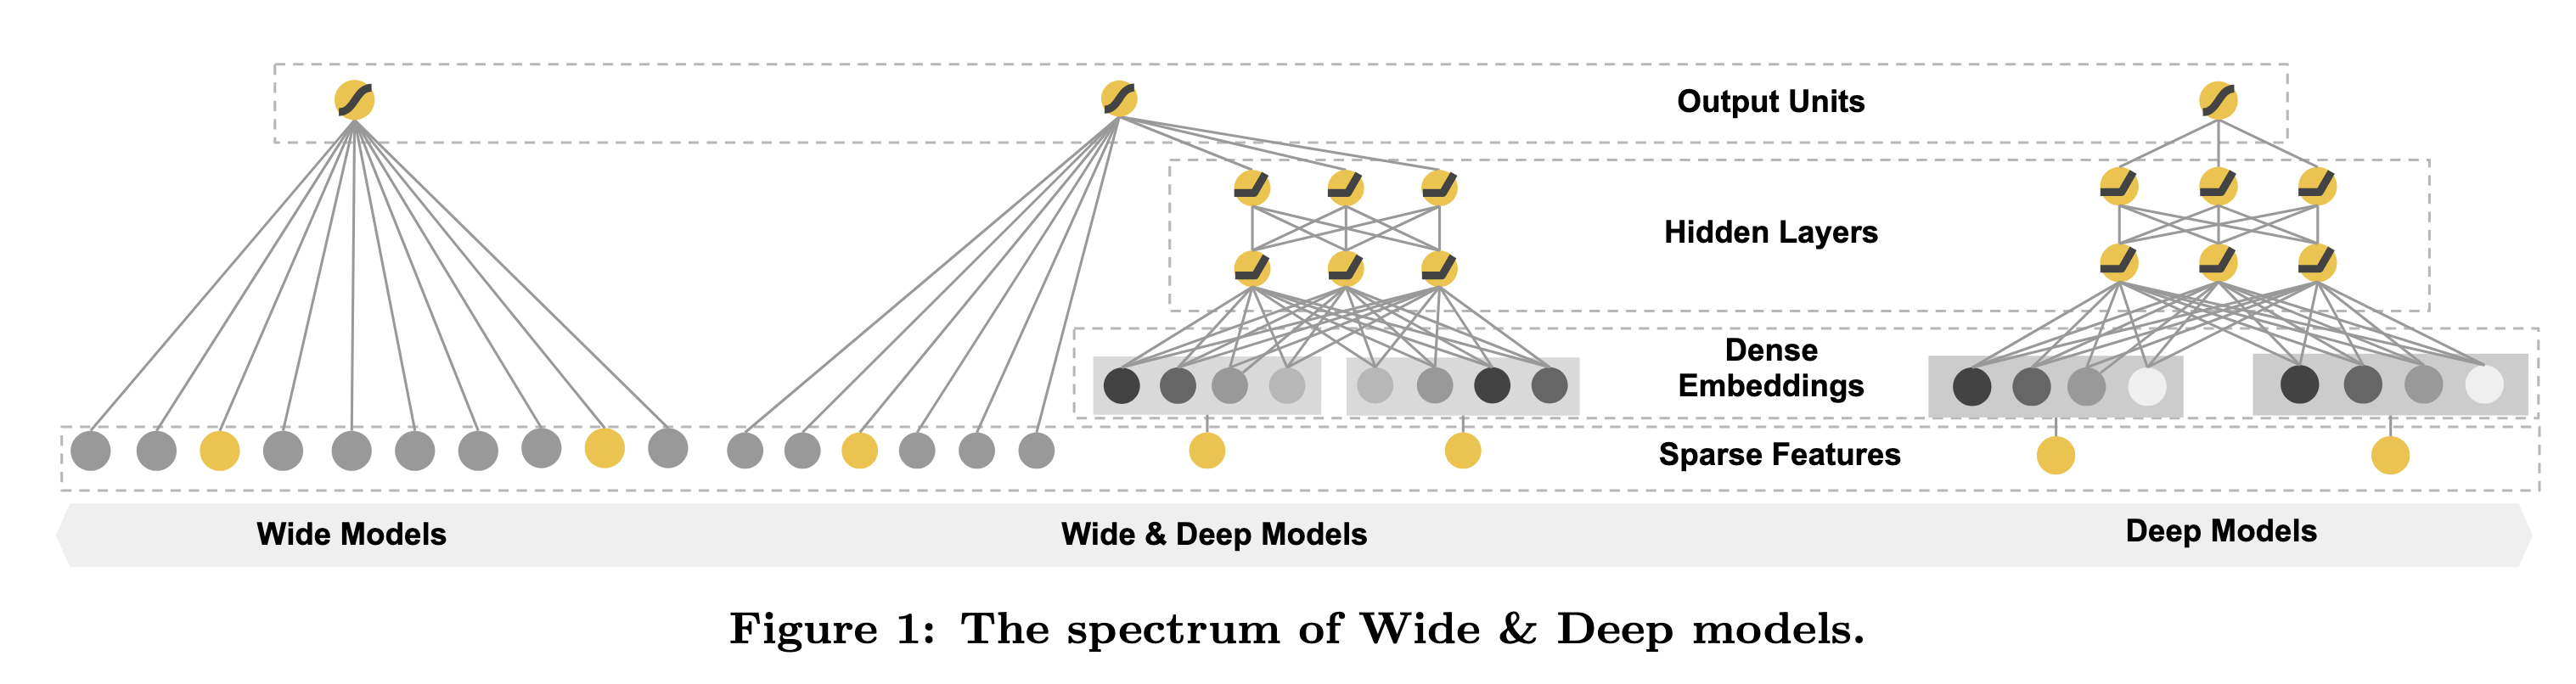 Output Units
Hidden Layers
Dense
Embeddings
Sparse Features
Wide Models
Wide & Deep Models
Deep Models
Figure 1: The spectrum of Wide & Deep models.